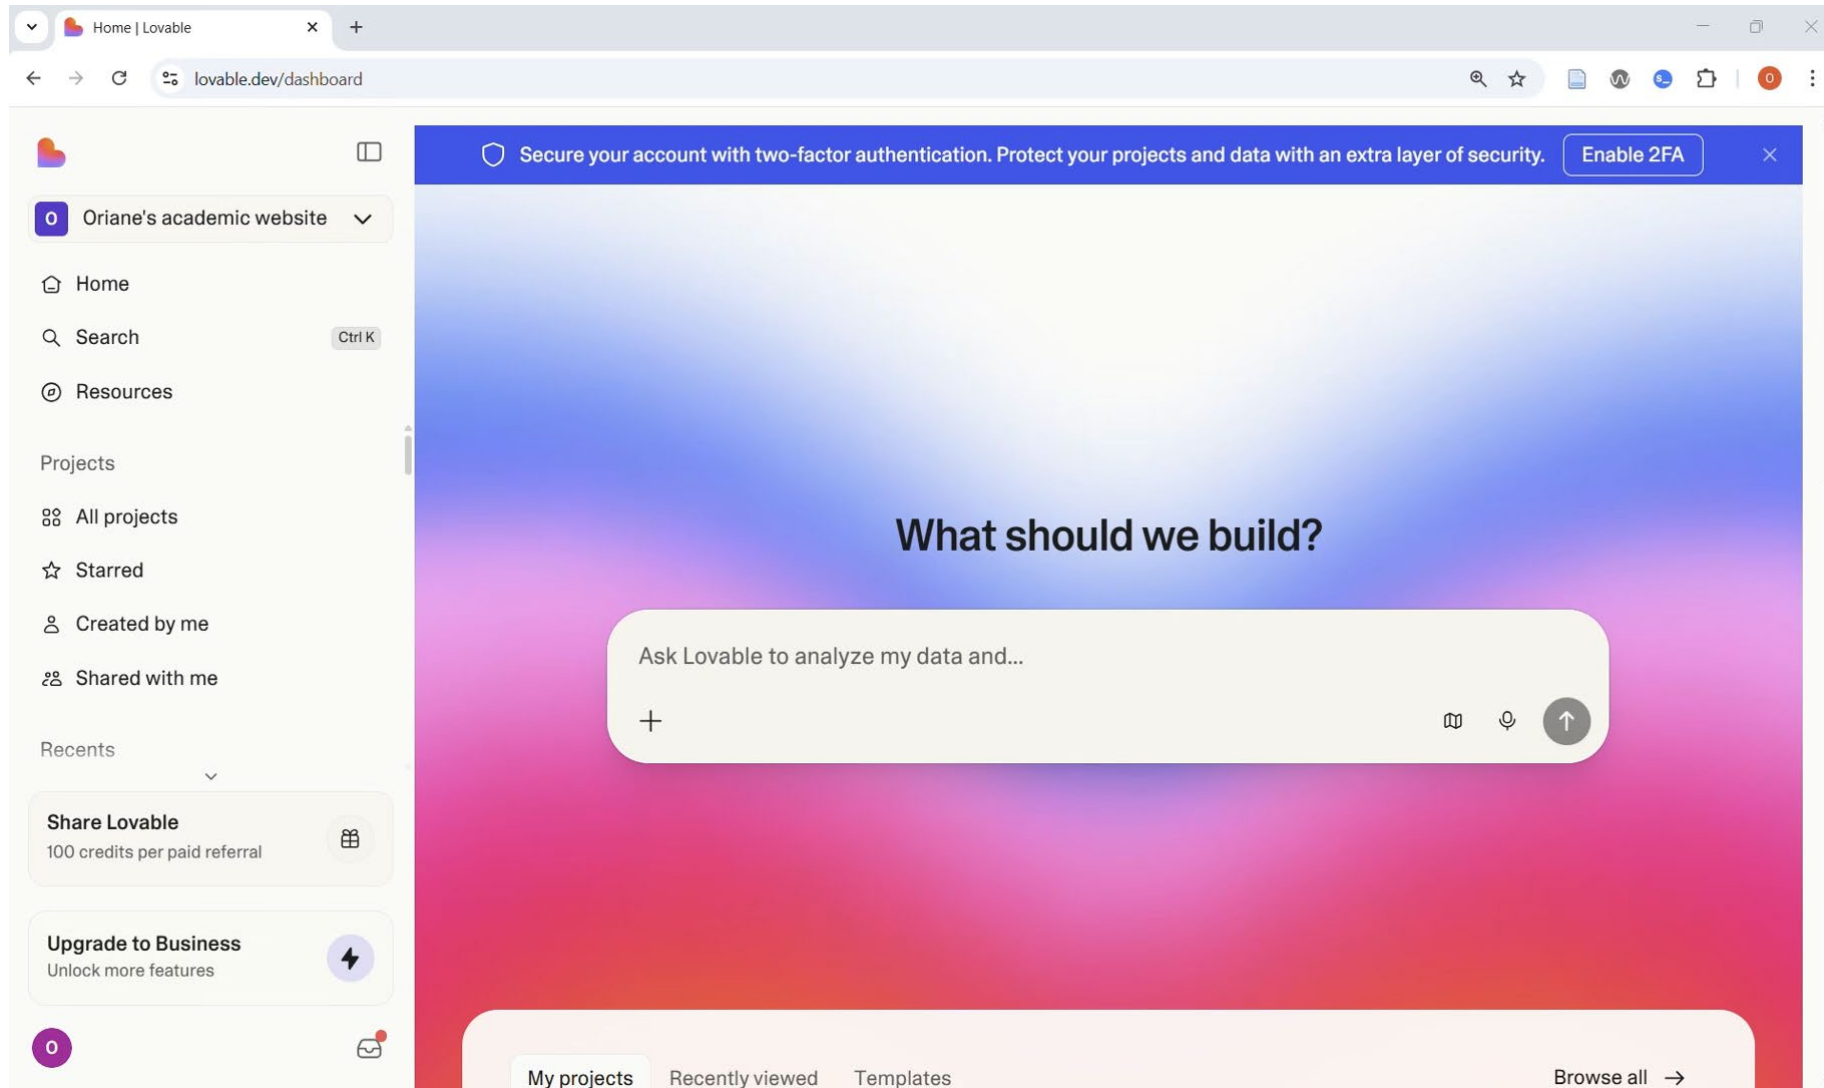 Home | Lovable
lovable.dev/dashboard
O
Secure your account with two-factor authentication. Protect your projects and data with an extra layer of security.
Enable 2FA
O
Oriane's academic website
Home
Search
Ctrl K
Resources
Projects
All projects
Starred
Created by me
Shared with me
Recents
Share Lovable
100 credits per paid referral
Upgrade to Business
Unlock more features
O
What should we build?
Ask Lovable to analyze my data and...
My projects
Recently viewed
Templates
Browse all